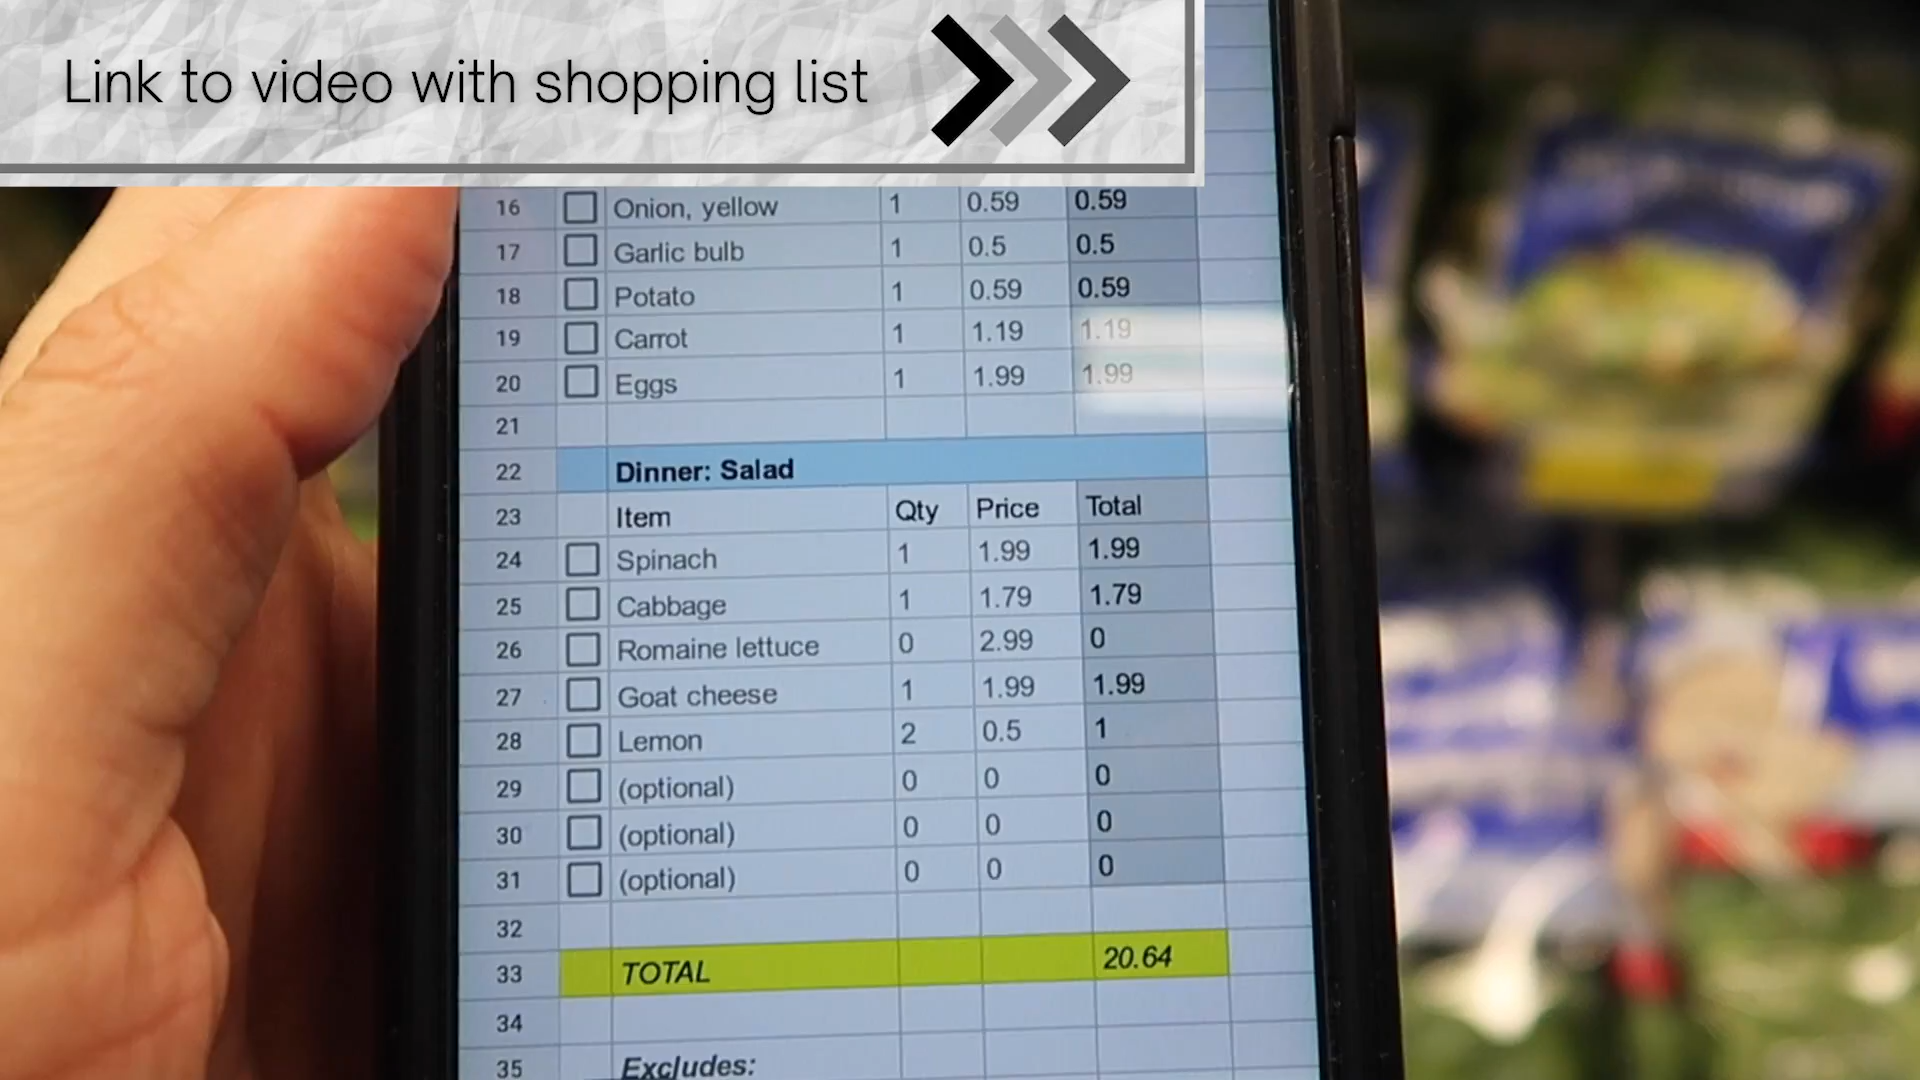 Link to video with shopping list
16 Onion, yellow 1 0.59 0.59
17 Garlic bulb 1 0.5 0.5
18 Potato 1 0.59 0.59
19 Carrot 1 1.19 1.19
20 Eggs 1 1.99 1.99
21
22 Dinner: Salad
23 Item Qty Price Total
24 Spinach 1 1.99 1.99
25 Cabbage 1 1.79 1.79
26 Romaine lettuce 0 2.99 0
27 Goat cheese 1 1.99 1.99
28 Lemon 2 0.5 1
29 (optional) 0 0 0
30 (optional) 0 0 0
31 (optional) 0 0 0
32
33 TOTAL 20.64
34
35 Excludes: